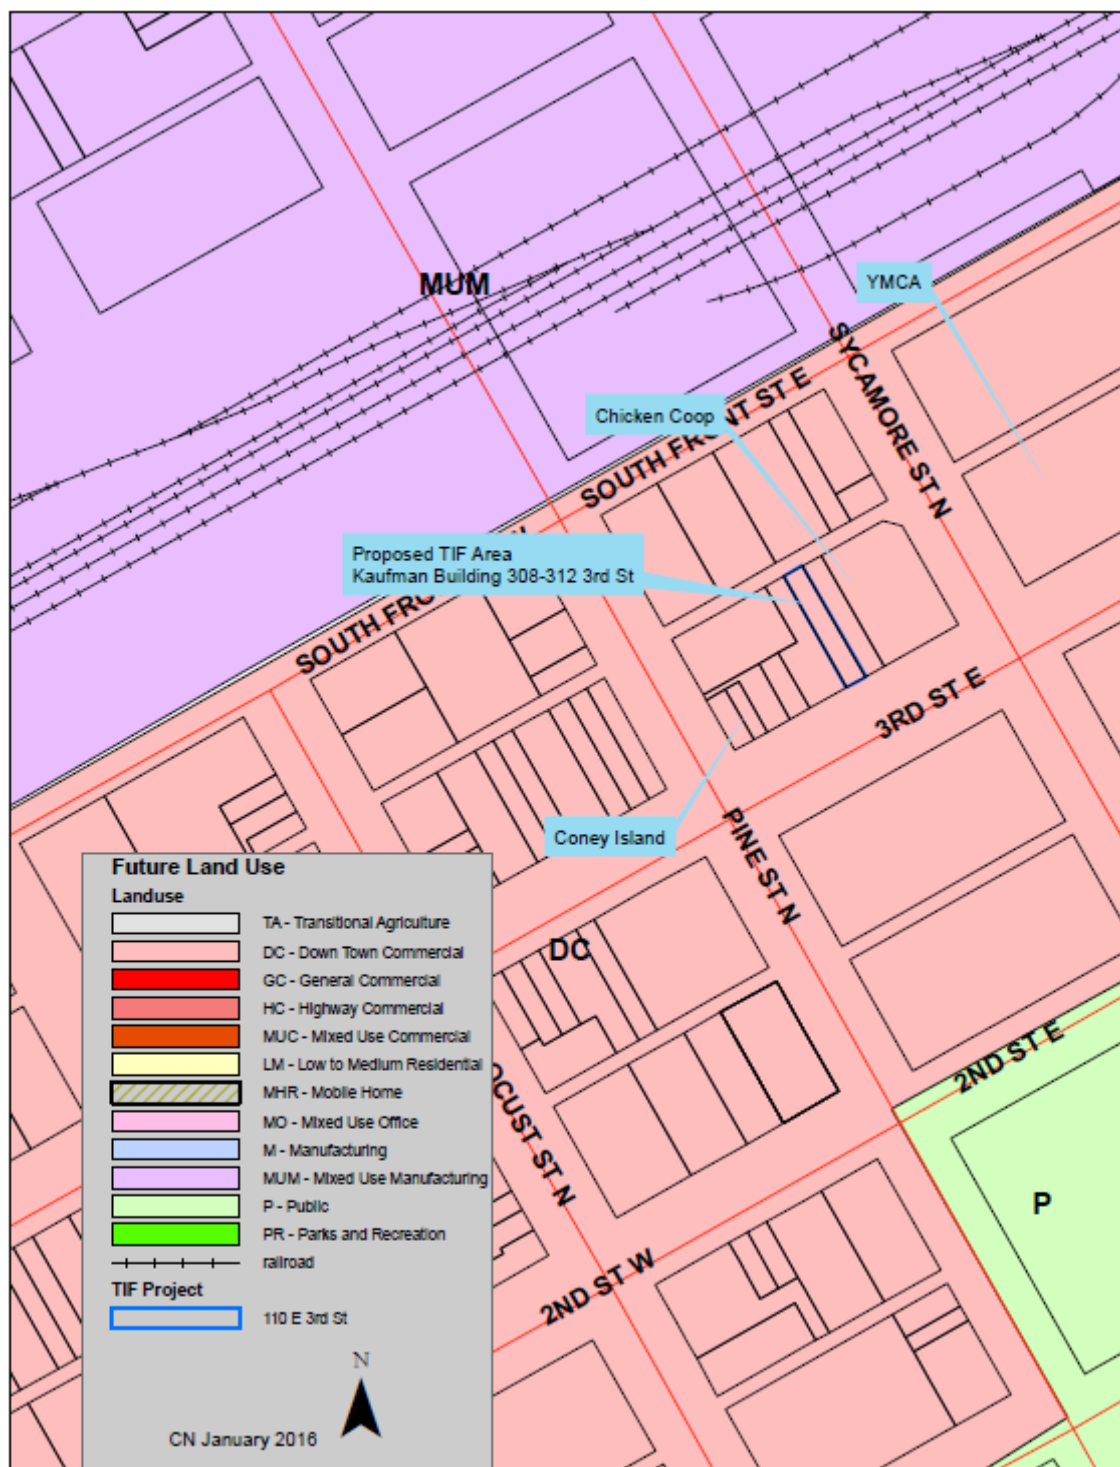 MUM
YMCA
SYCAMORE ST N
Chicken Coop
SOUTH FRONT ST E
Proposed TIF Area
Kaufman Building 308-312 3rd St
SOUTH FRO
3RD ST E
Coney Island
PINE ST N
DC
2ND ST E
OCUST ST N
P
2ND ST W
Future Land Use
Landuse
TA - Transitional Agriculture
DC - Down Town Commercial
GC - General Commercial
HC - Highway Commercial
MUC - Mixed Use Commercial
LM - Low to Medium Residential
MHR - Mobile Home
MO - Mixed Use Office
M - Manufacturing
MUM - Mixed Use Manufacturing
P - Public
PR - Parks and Recreation
railroad
TIF Project
110 E 3rd St
N
CN January 2016